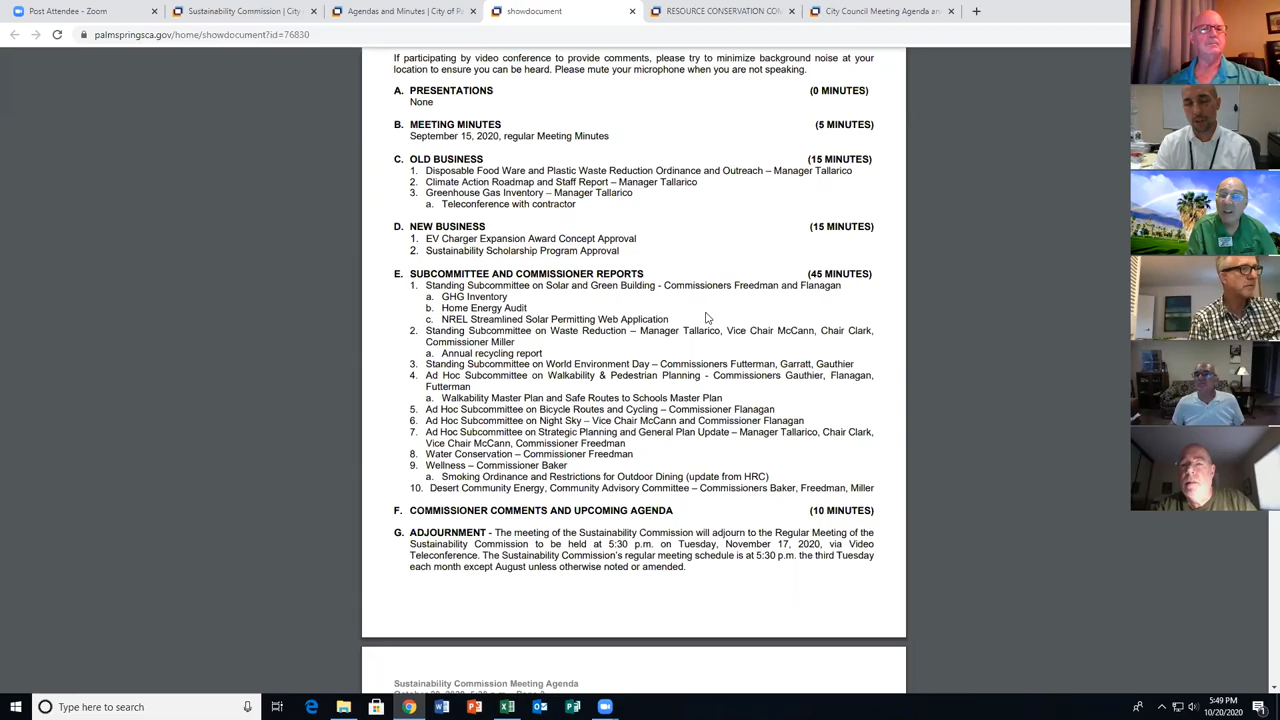 Post Attendee - Zoom
Sustainability Commission | City
Agendas and Minutes | City of Pa
showdocument
RESOURCE CONSERVATION COM
City Council Meeting Agenda an
palmspringsca.gov/home/showdocument?id=76830
If participating by video conference to provide comments, please try to minimize background noise at your
location to ensure you can be heard. Please mute your microphone when you are not speaking.
A. PRESENTATIONS (0 MINUTES)
None
B. MEETING MINUTES (5 MINUTES)
September 15, 2020, regular Meeting Minutes
C. OLD BUSINESS (15 MINUTES)
1. Disposable Food Ware and Plastic Waste Reduction Ordinance and Outreach – Manager Tallarico
2. Climate Action Roadmap and Staff Report – Manager Tallarico
3. Greenhouse Gas Inventory – Manager Tallarico
a. Teleconference with contractor
D. NEW BUSINESS (15 MINUTES)
1. EV Charger Expansion Award Concept Approval
2. Sustainability Scholarship Program Approval
E. SUBCOMMITTEE AND COMMISSIONER REPORTS (45 MINUTES)
1. Standing Subcommittee on Solar and Green Building - Commissioners Freedman and Flanagan
a. GHG Inventory
b. Home Energy Audit
c. NREL Streamlined Solar Permitting Web Application
2. Standing Subcommittee on Waste Reduction – Manager Tallarico, Vice Chair McCann, Chair Clark,
Commissioner Miller
a. Annual recycling report
3. Standing Subcommittee on World Environment Day – Commissioners Futterman, Garratt, Gauthier
4. Ad Hoc Subcommittee on Walkability & Pedestrian Planning - Commissioners Gauthier, Flanagan,
Futterman
a. Walkability Master Plan and Safe Routes to Schools Master Plan
5. Ad Hoc Subcommittee on Bicycle Routes and Cycling – Commissioner Flanagan
6. Ad Hoc Subcommittee on Night Sky – Vice Chair McCann and Commissioner Flanagan
7. Ad Hoc Subcommittee on Strategic Planning and General Plan Update – Manager Tallarico, Chair Clark,
Vice Chair McCann, Commissioner Freedman
8. Water Conservation – Commissioner Freedman
9. Wellness – Commissioner Baker
a. Smoking Ordinance and Restrictions for Outdoor Dining (update from HRC)
10. Desert Community Energy, Community Advisory Committee – Commissioners Baker, Freedman, Miller
F. COMMISSIONER COMMENTS AND UPCOMING AGENDA (10 MINUTES)
G. ADJOURNMENT - The meeting of the Sustainability Commission will adjourn to the Regular Meeting of the
Sustainability Commission to be held at 5:30 p.m. on Tuesday, November 17, 2020, via Video
Teleconference. The Sustainability Commission's regular meeting schedule is at 5:30 p.m. the third Tuesday
each month except August unless otherwise noted or amended.
Sustainability Commission Meeting Agenda
Type here to search
5:49 PM
10/20/2020